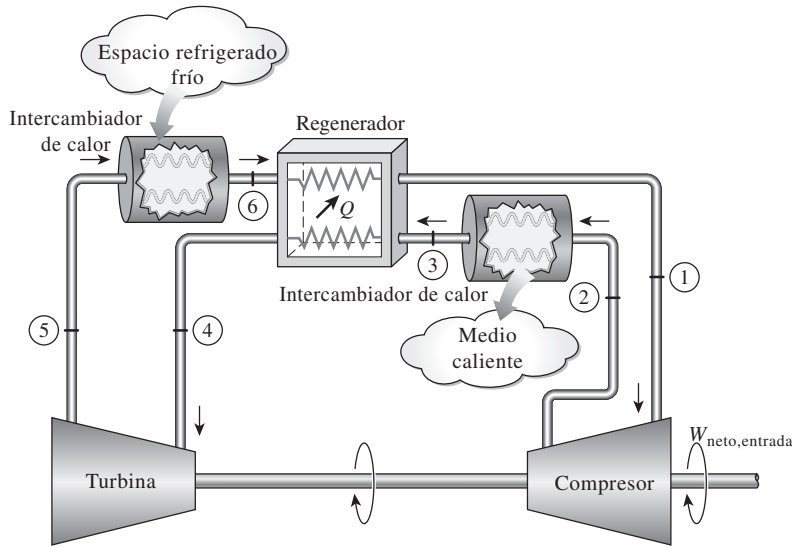 Espacio refrigerado
frío
Intercambiador
de calor
Regenerador
6
Q
3
1
2
Intercambiador de calor
5
4
Medio
caliente
W neto,entrada
Turbina
Compresor